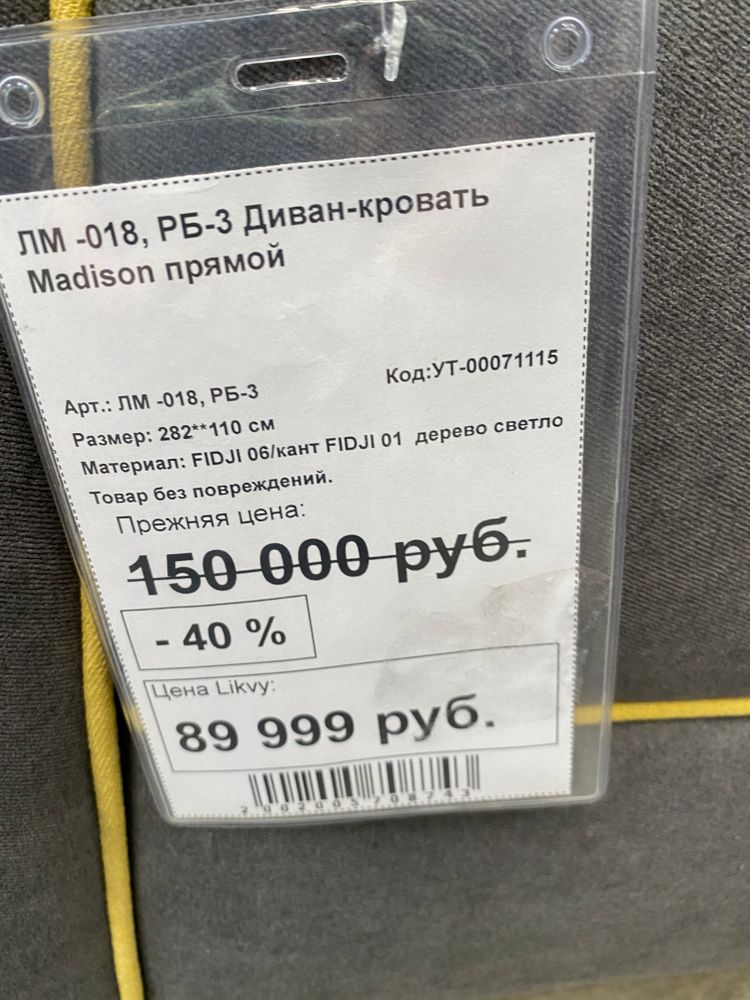 ЛМ -018, РБ-3 Диван-кровать
Madison прямой
Код:УТ-00071115
Арт.: ЛМ -018, РБ-3
Размер: 282**110 см
Материал: FIDJI 06/кант FIDJI 01 дерево светло
Товар без повреждений.
Прежняя цена:
150 000 руб.
- 40 %
Цена Likvy:
89 999 руб.
2002005708743